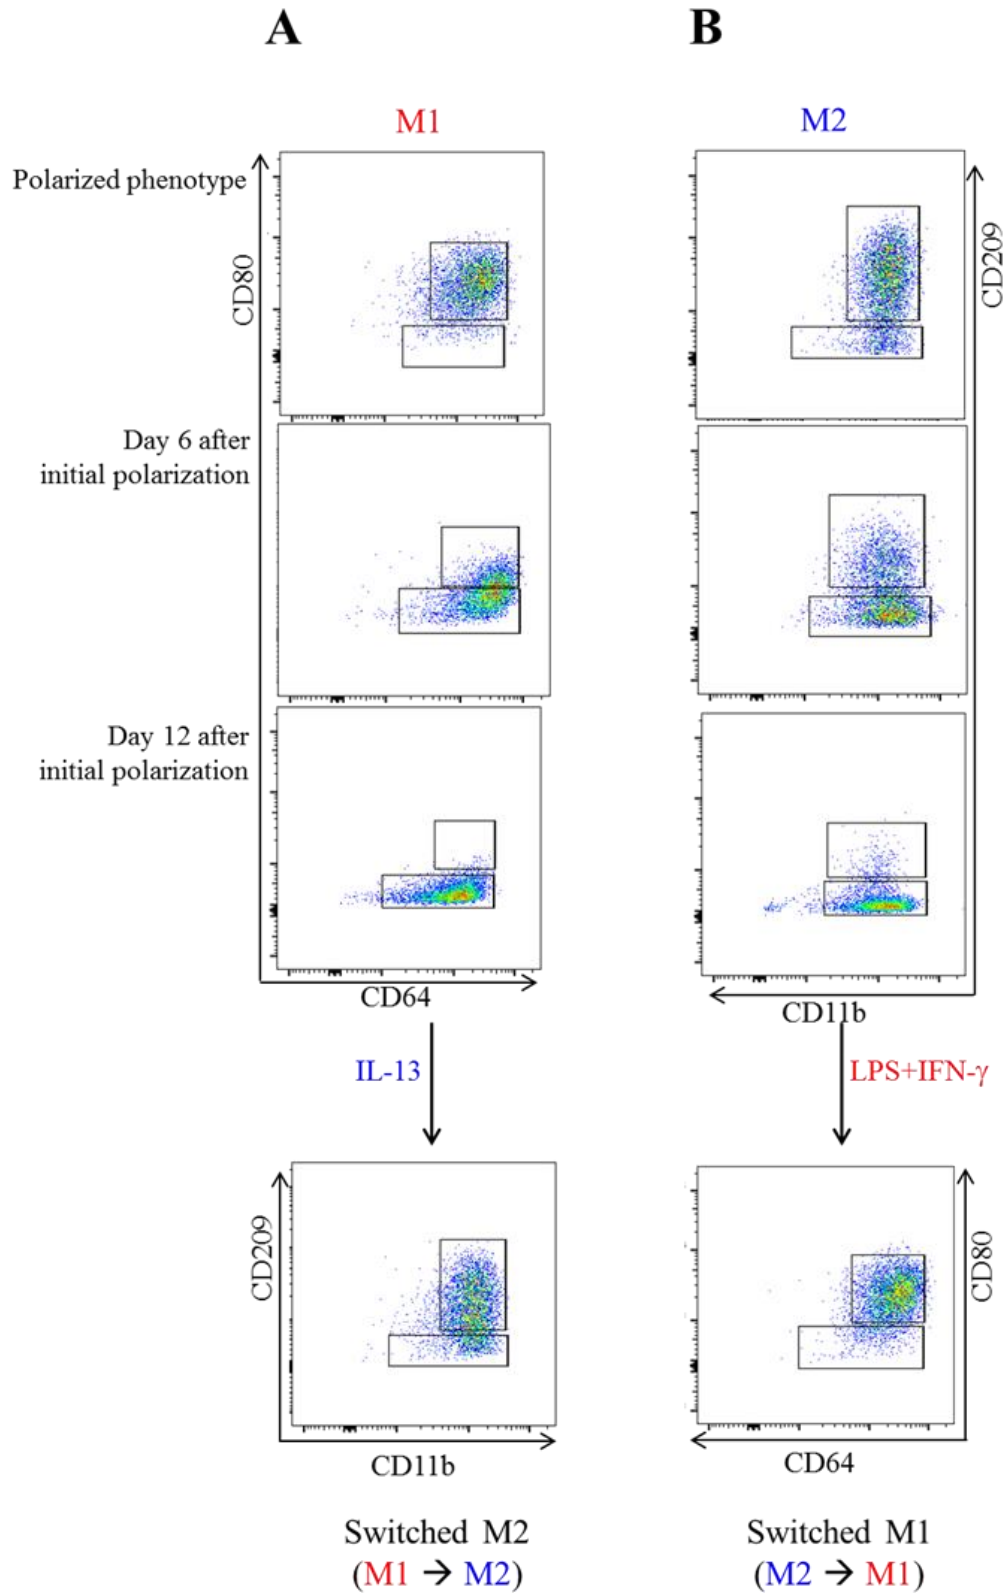 A
B
M1
M2
Polarized phenotype
CD80
CD209
Day 6 after
initial polarization
Day 12 after
initial polarization
CD64
CD11b
IL-13
LPS+IFN-γ
CD209
CD80
CD11b
CD64
Switched M2
(M1 → M2)
Switched M1
(M2 → M1)